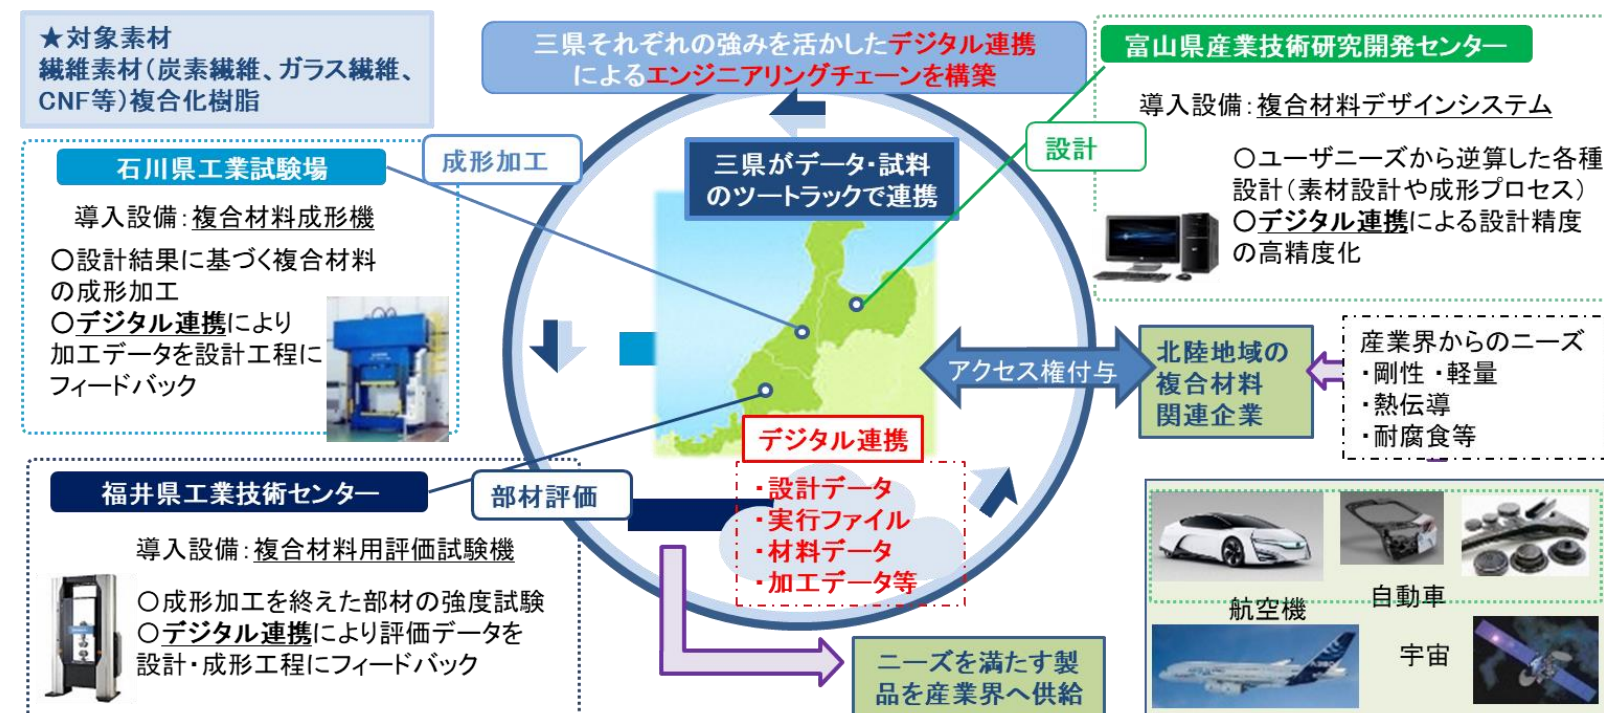 ★対象素材
繊維素材(炭素繊維、ガラス繊維、
CNF等)複合化樹脂
三県それぞれの強みを活かしたデジタル連携
によるエンジニアリングチェーンを構築
富山県産業技術研究開発センター
導入設備:複合材料デザインシステム
〇ユーザニーズから逆算した各種
設計(素材設計や成形プロセス)
〇デジタル連携による設計精度
の高精度化
設計
成形加工
三県がデータ・試料
のツートラックで連携
石川県工業試験場
導入設備:複合材料成形機
〇設計結果に基づく複合材料
の成形加工
〇デジタル連携により
加工データを設計工程に
フィードバック
アクセス権付与
北陸地域の
複合材料
関連企業
産業界からのニーズ
・剛性 ・軽量
・熱伝導
・耐腐食等
デジタル連携
・設計データ
・実行ファイル
・材料データ
・加工データ等
福井県工業技術センター
部材評価
導入設備:複合材料用評価試験機
〇成形加工を終えた部材の強度試験
〇デジタル連携により評価データを
設計・成形工程にフィードバック
ニーズを満たす製
品を産業界へ供給
自動車
航空機
宇宙